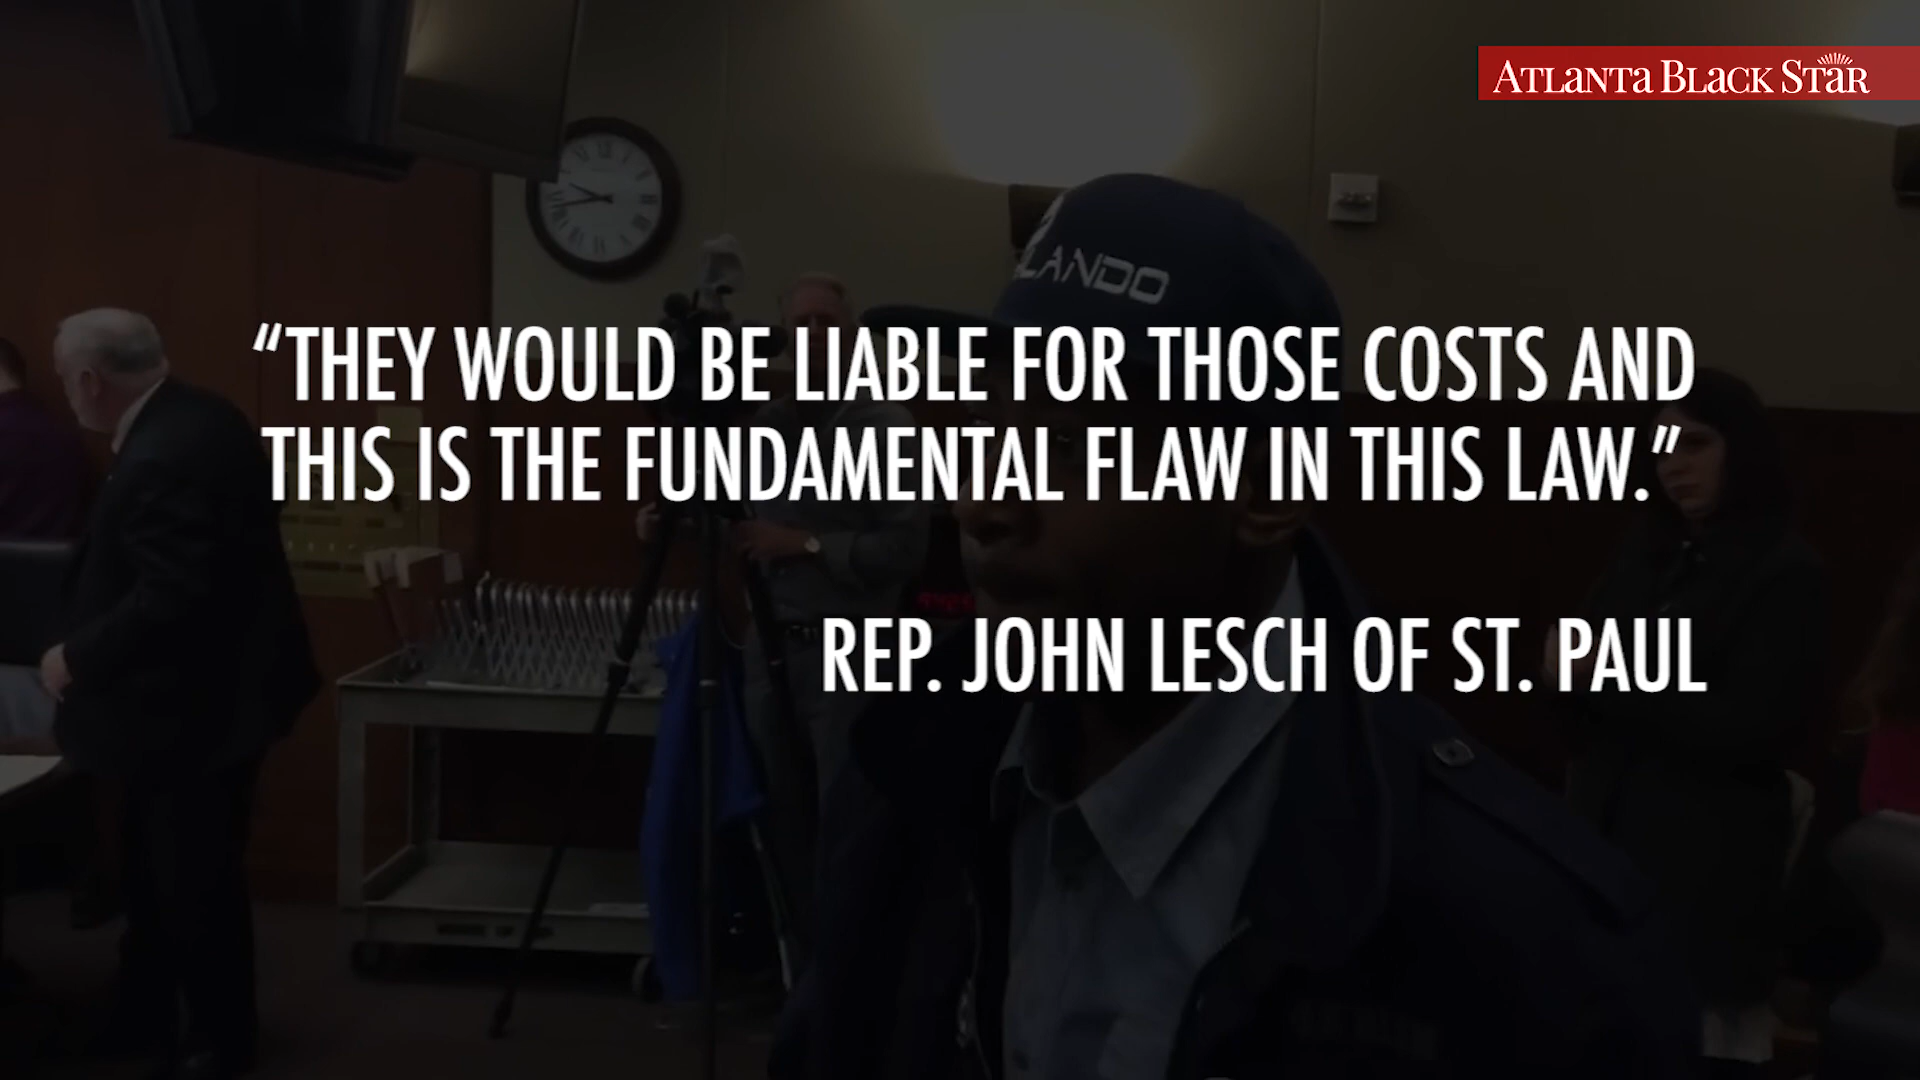 ATLANTA BLACK STAR
LANDO
“THEY WOULD BE LIABLE FOR THOSE COSTS AND
THIS IS THE FUNDAMENTAL FLAW IN THIS LAW.”
REP. JOHN LESCH OF ST. PAUL